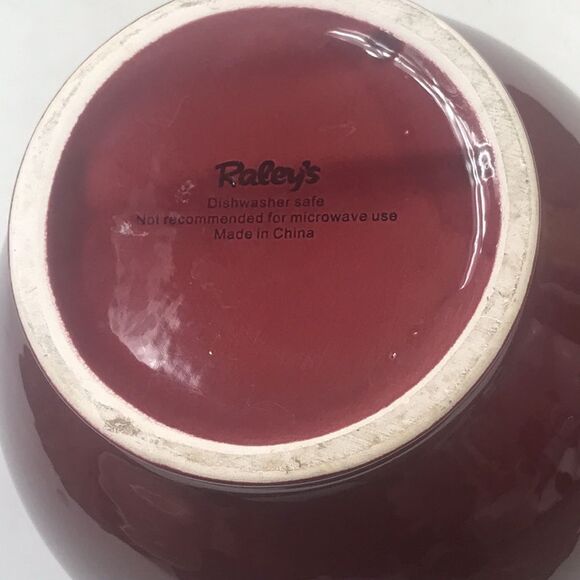 Raley's
Dishwasher safe
Not recommended for microwave use
Made in China